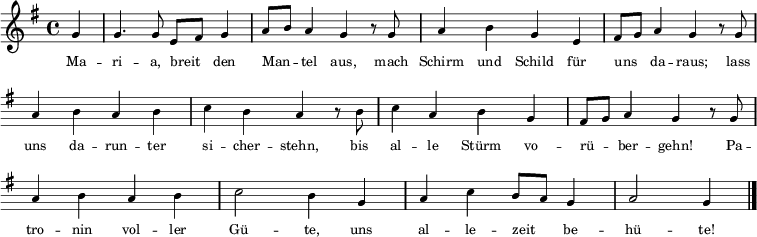 Ma -- ri -- a, breit den Man -- tel aus, mach Schirm und Schild für uns da -- raus; lass
uns da -- run -- ter si -- cher -- stehn, bis al -- le Stürm vo -- rü -- ber -- gehn! Pa --
tro -- nin vol -- ler Gü -- te, uns al -- le -- zeit be -- hü -- te!